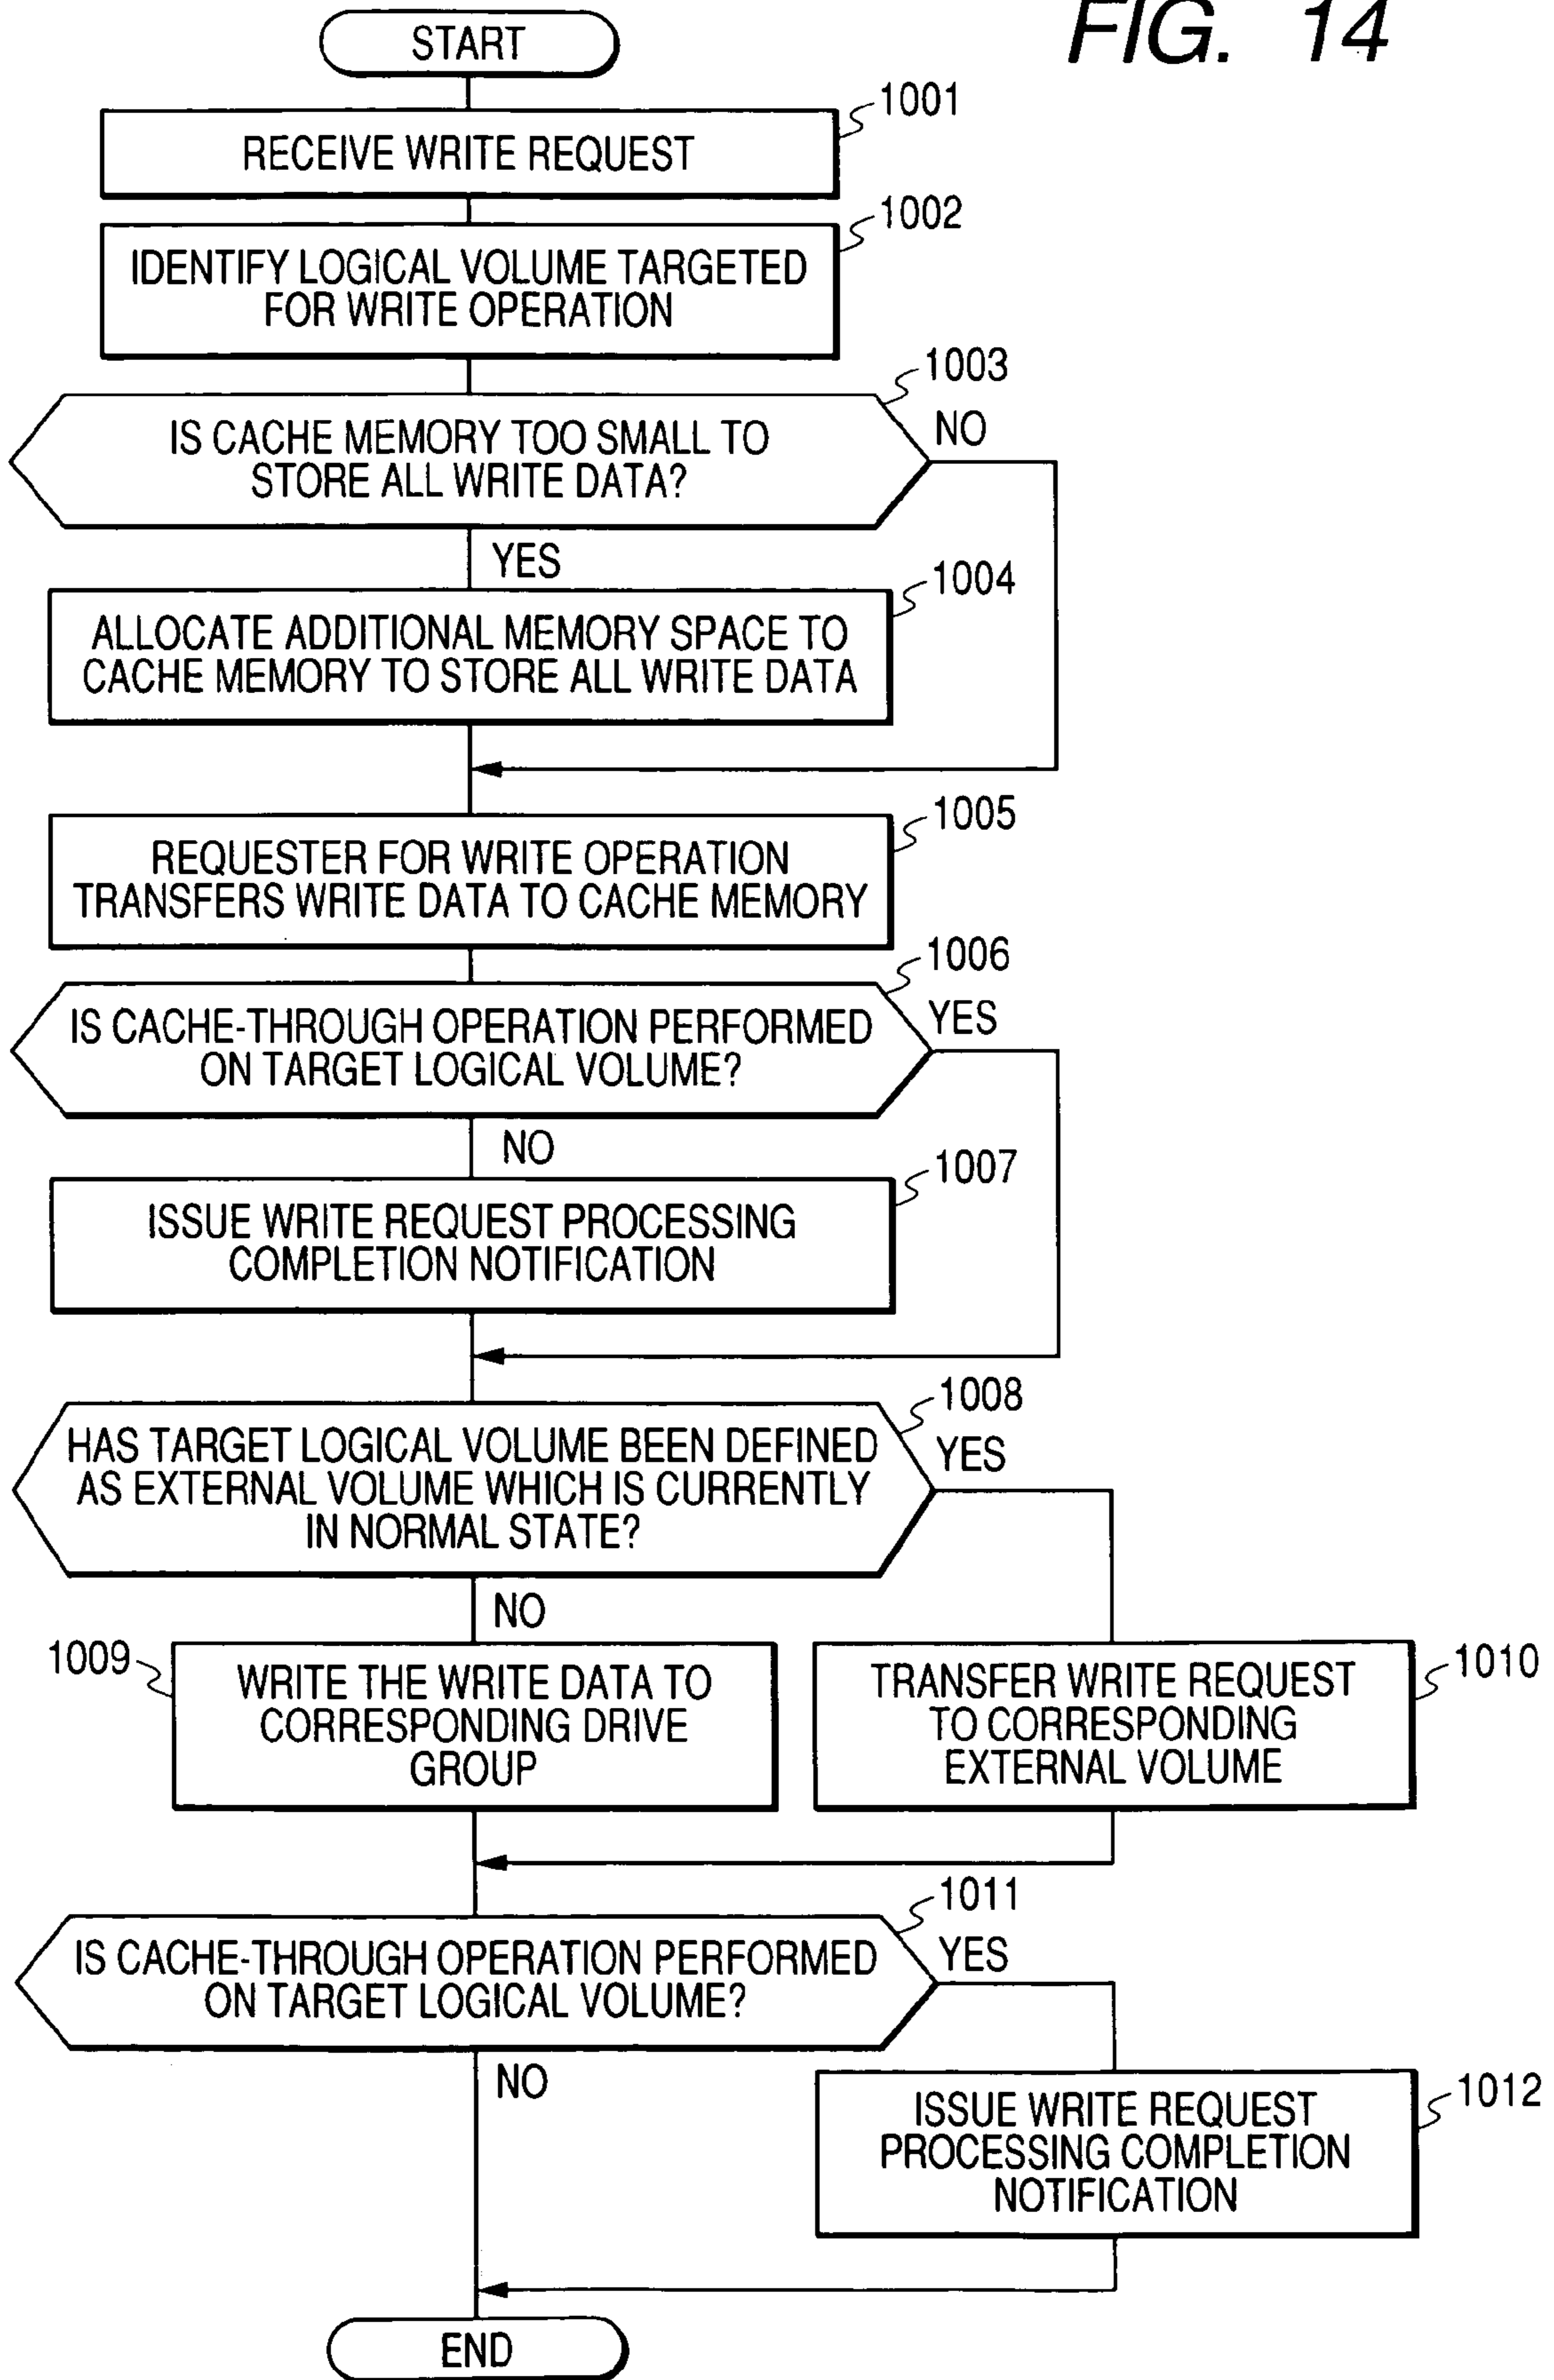 FIG. 14
START
1001
RECEIVE WRITE REQUEST
1002
IDENTIFY LOGICAL VOLUME TARGETED
FOR WRITE OPERATION
1003
IS CACHE MEMORY TOO SMALL TO
STORE ALL WRITE DATA?
NO
YES
1004
ALLOCATE ADDITIONAL MEMORY SPACE TO
CACHE MEMORY TO STORE ALL WRITE DATA
1005
REQUESTER FOR WRITE OPERATION
TRANSFERS WRITE DATA TO CACHE MEMORY
1006
IS CACHE-THROUGH OPERATION PERFORMED
ON TARGET LOGICAL VOLUME?
YES
NO
1007
ISSUE WRITE REQUEST PROCESSING
COMPLETION NOTIFICATION
1008
HAS TARGET LOGICAL VOLUME BEEN DEFINED
AS EXTERNAL VOLUME WHICH IS CURRENTLY
IN NORMAL STATE?
YES
NO
1009
WRITE THE WRITE DATA TO
CORRESPONDING DRIVE
GROUP
TRANSFER WRITE REQUEST
TO CORRESPONDING
EXTERNAL VOLUME
1010
1011
IS CACHE-THROUGH OPERATION PERFORMED
ON TARGET LOGICAL VOLUME?
YES
NO
1012
ISSUE WRITE REQUEST
PROCESSING COMPLETION
NOTIFICATION
END